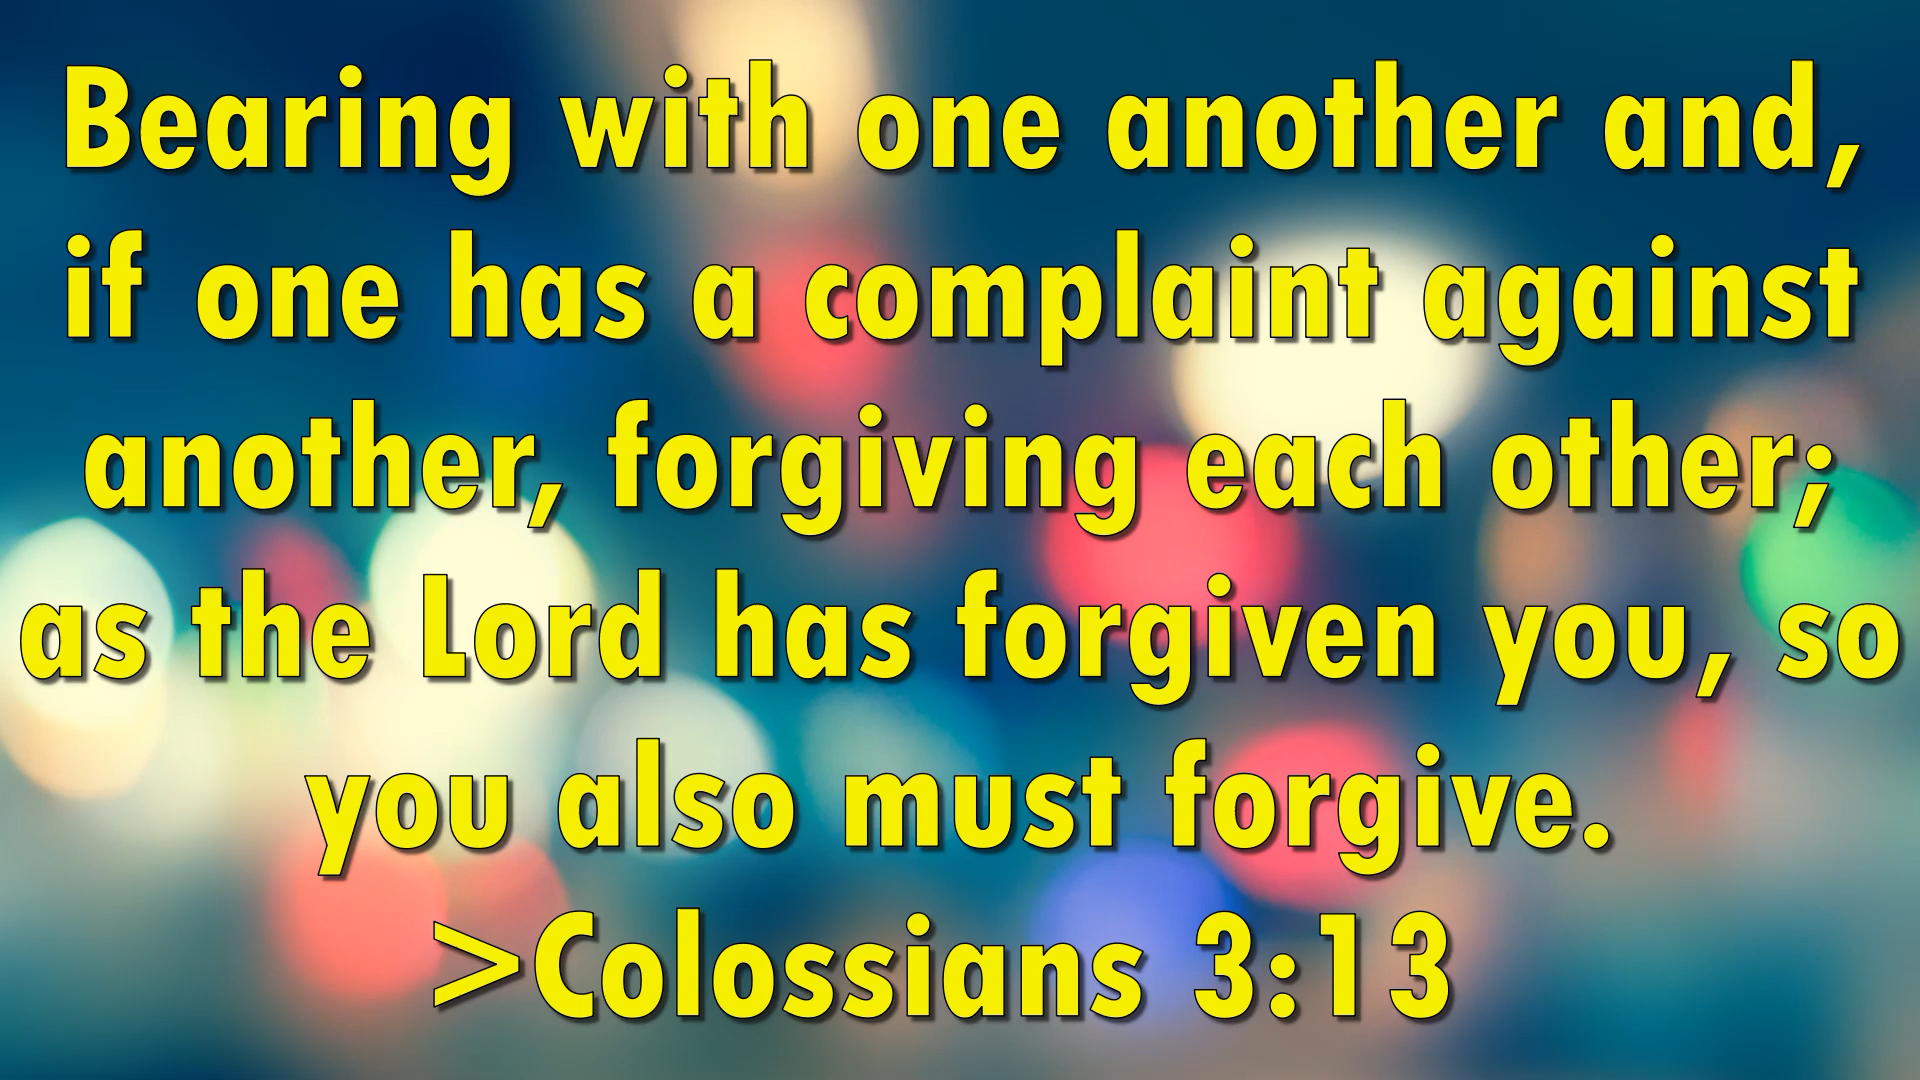 Bearing with one another and,
if one has a complaint against
another, forgiving each other;
as the Lord has forgiven you, so
you also must forgive.
>Colossians 3:13